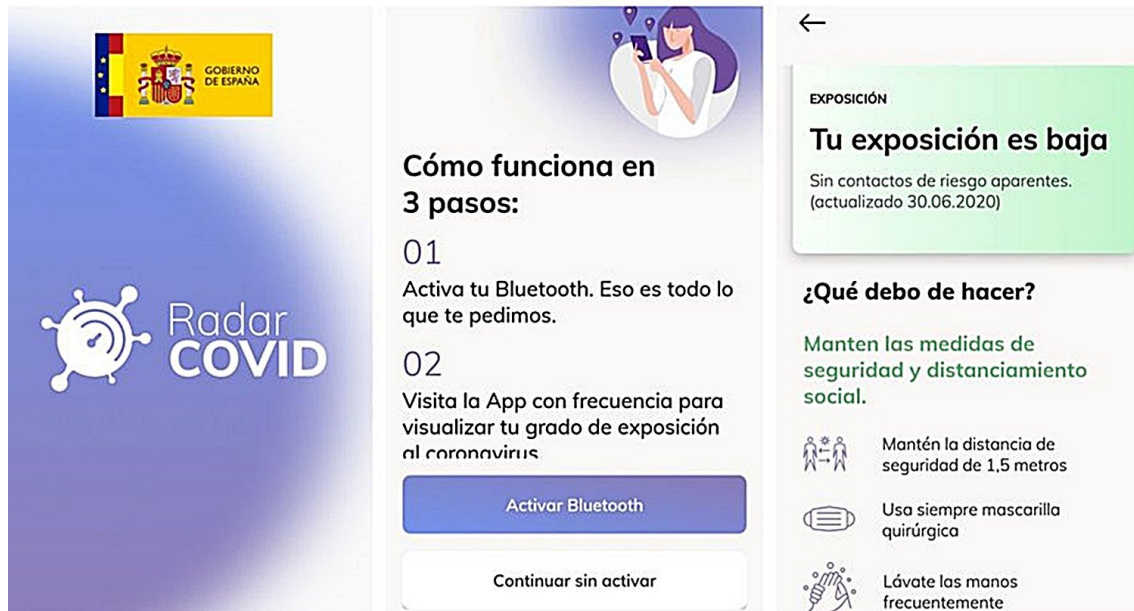 GOBIERNO
DE ESPAÑA
Radar
COVID
Cómo funciona en
3 pasos:
01
Activa tu Bluetooth. Eso es todo lo
que te pedimos.
02
Visita la App con frecuencia para
visualizar tu grado de exposición
al coronavirus
Activar Bluetooth
Continuar sin activar
EXPOSICIÓN
Tu exposición es baja
Sin contactos de riesgo aparentes.
(actualizado 30.06.2020)
¿Qué debo de hacer?
Manten las medidas de
seguridad y distanciamiento
social.
Mantén la distancia de
seguridad de 1,5 metros
Usa siempre mascarilla
quirúrgica
Lávate las manos
frecuentemente